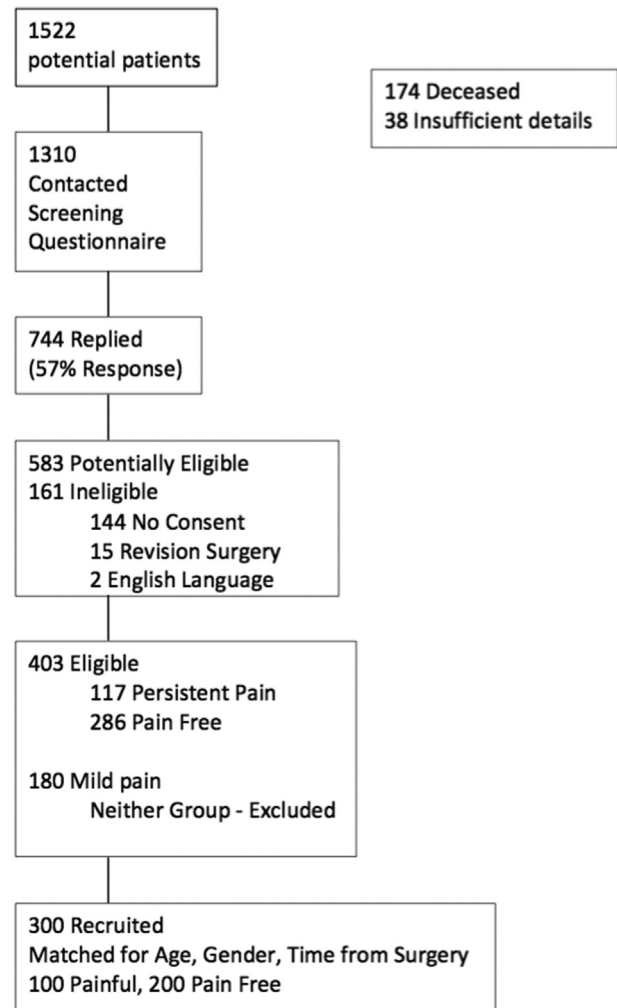 1522
potential patients
174 Deceased
38 Insufficient details
1310
Contacted
Screening
Questionnaire
744 Replied
(57% Response)
583 Potentially Eligible
161 Ineligible
144 No Consent
15 Revision Surgery
2 English Language
403 Eligible
117 Persistent Pain
286 Pain Free
180 Mild pain
Neither Group - Excluded
300 Recruited
Matched for Age, Gender, Time from Surgery
100 Painful, 200 Pain Free